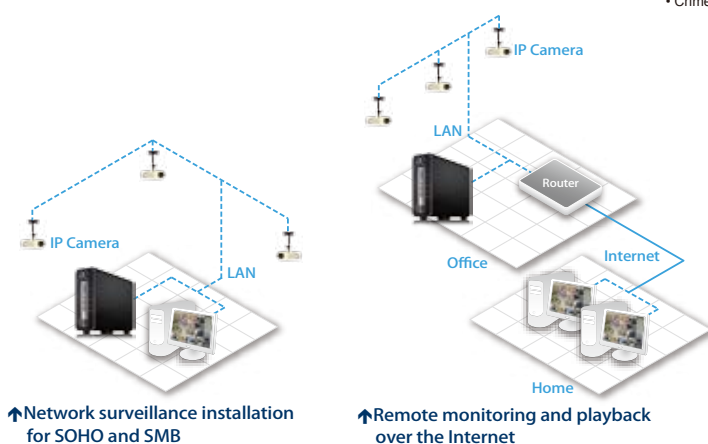 • Crime
IP Camera
LAN
Router
Office
Internet
Home
IP Camera
LAN
↑Network surveillance installation
for SOHO and SMB
↑Remote monitoring and playback
over the Internet